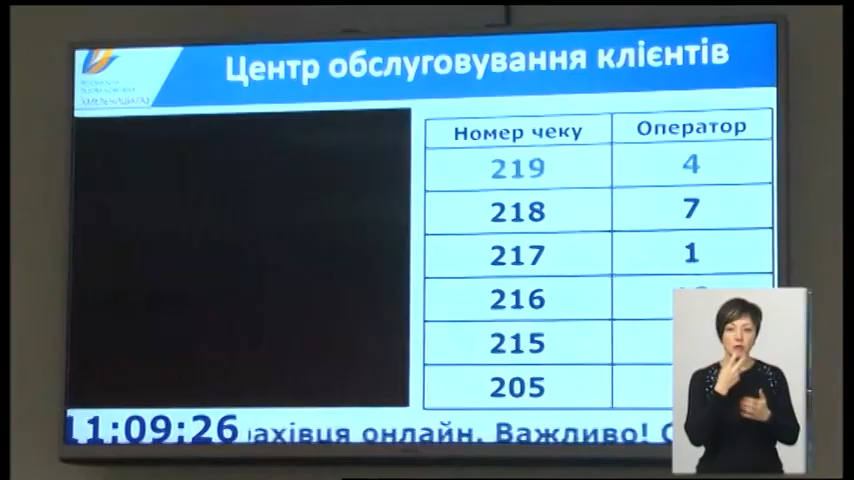 Центр обслуговування клієнтів
ХМЕЛЬНИЦЬКГАЗ
Номер чеку Оператор
219 4
218 7
217 1
216
215
205
11:09:26 онлайн. Важливо!